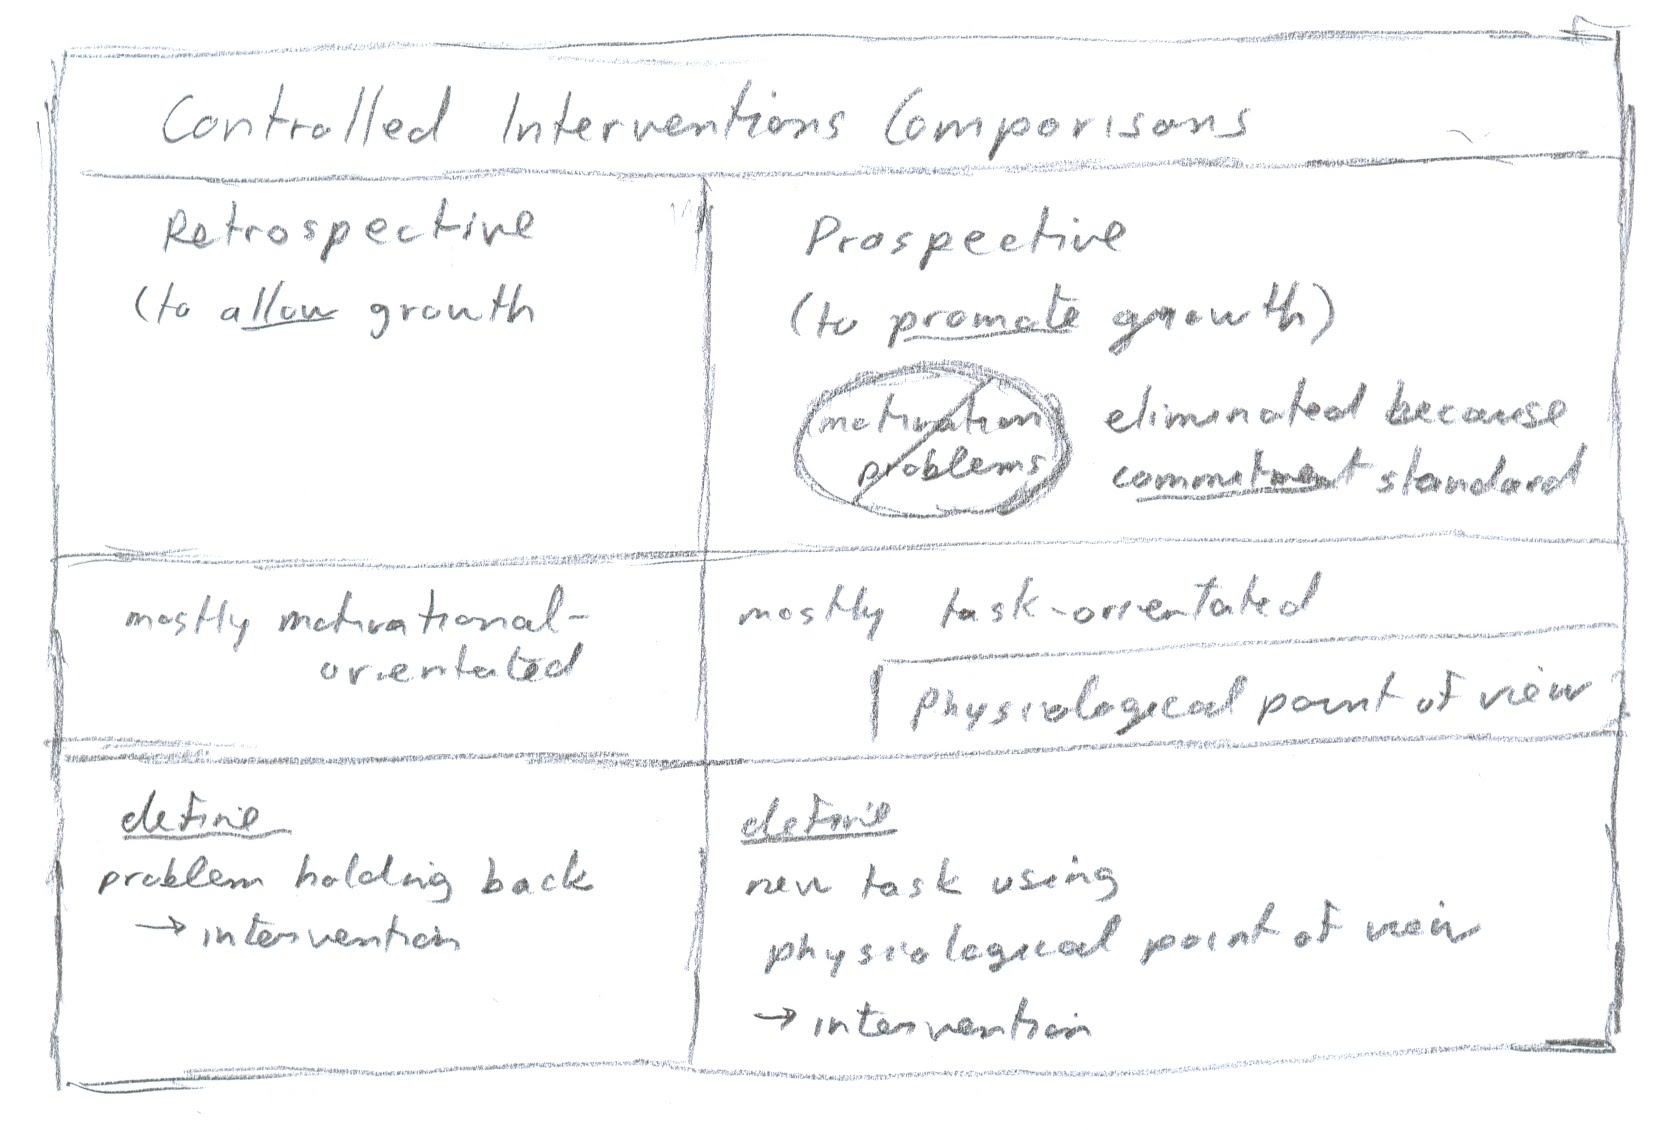 Controlled Interventions Comparisons
Retrospective
(to allow growth
Prospective
(to promote growth)
motivation
problems
eliminated because
commitment standard
mostly motivational-
orientated
mostly task-orientated
physiological point of view
define
problem holding back
→ intervention
define
new task using
physiological point of view
→ intervention